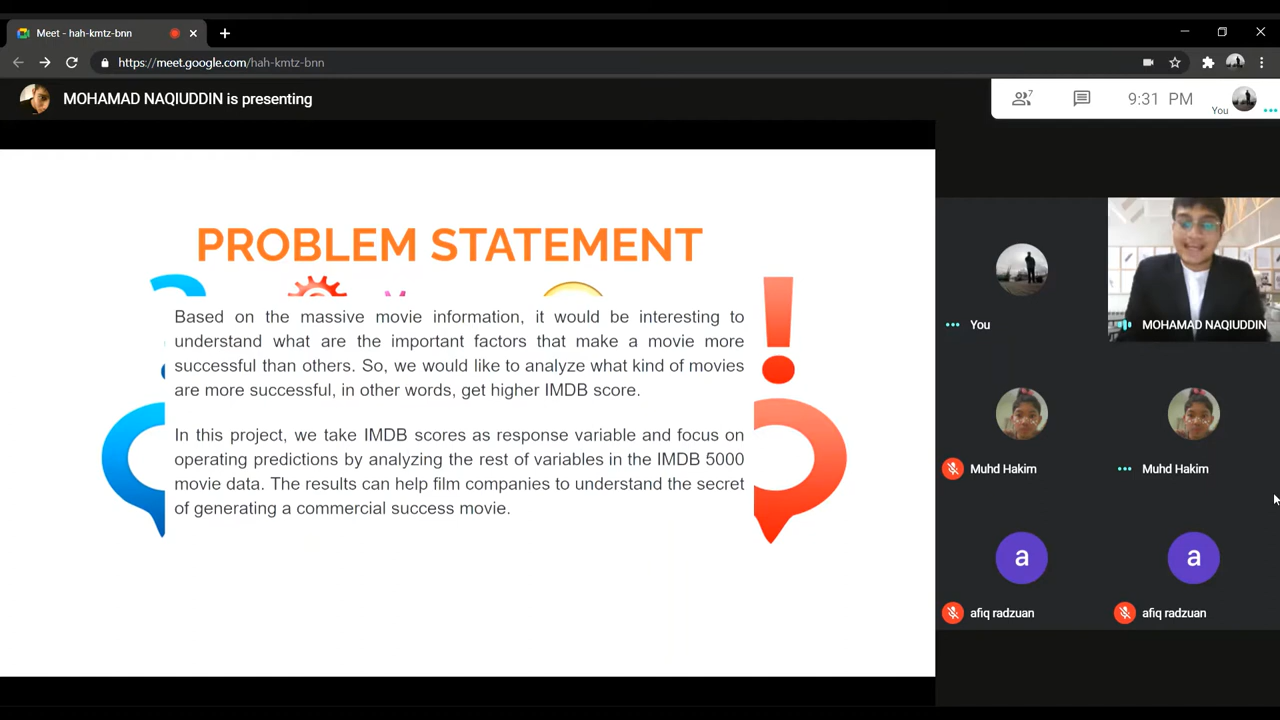 Meet - hah-kmtz-bnn
https://meet.google.com/hah-kmtz-bnn
MOHAMAD NAQIUDDIN is presenting
7
9:31 PM
You
PROBLEM STATEMENT
Based on the massive movie information, it would be interesting to
understand what are the important factors that make a movie more
successful than others. So, we would like to analyze what kind of movies
are more successful, in other words, get higher IMDB score.
In this project, we take IMDB scores as response variable and focus on
operating predictions by analyzing the rest of variables in the IMDB 5000
movie data. The results can help film companies to understand the secret
of generating a commercial success movie.
You
MOHAMAD NAQIUDDIN
Muhd Hakim
Muhd Hakim
a
a
afiq radzuan
afiq radzuan